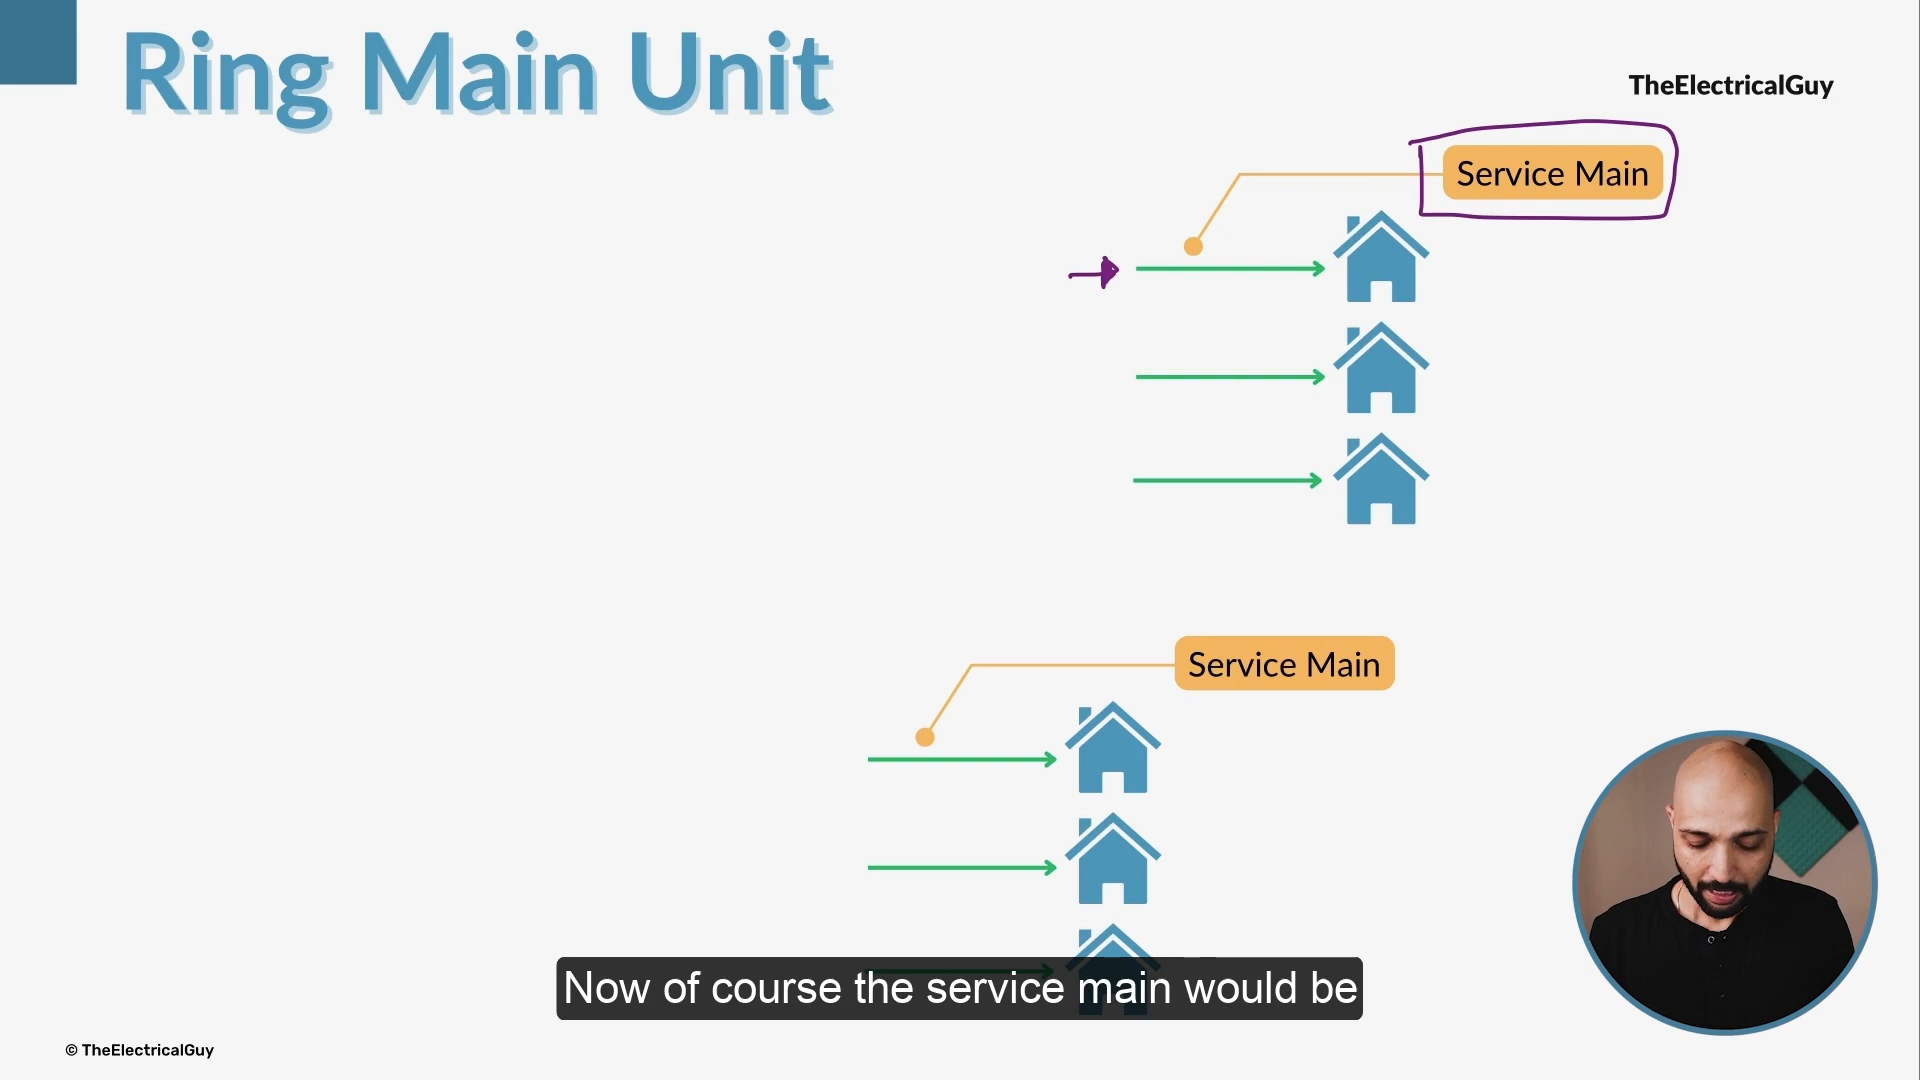 Ring Main Unit
TheElectricalGuy
Service Main
Service Main
Now of course the service main would be
© TheElectricalGuy